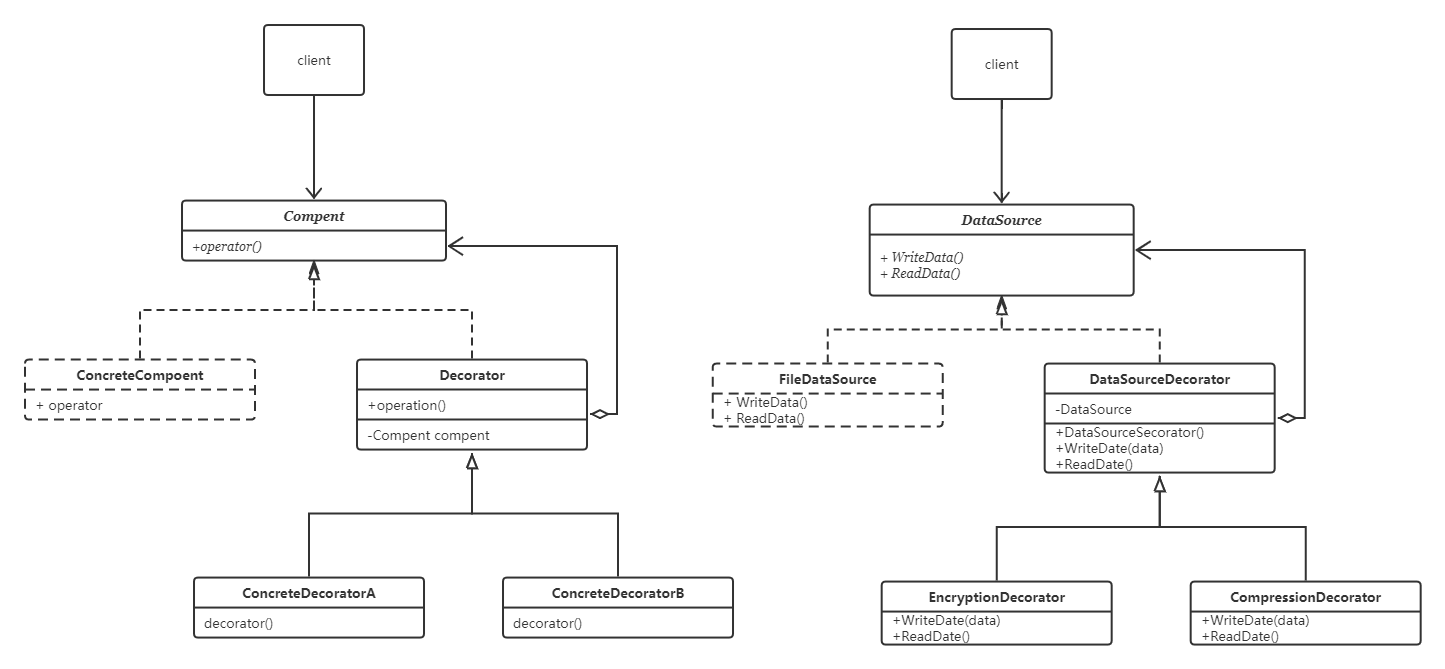 client
Compent
+operator()
ConcreteCompoent
+ operator
Decorator
+operation()
-Compent compent
ConcreteDecoratorA
decorator()
ConcreteDecoratorB
decorator()
client
DataSource
+ WriteData()
+ ReadData()
FileDataSource
+ WriteData()
+ ReadData()
DataSourceDecorator
-DataSource
+DataSourceSecorator()
+WriteDate(data)
+ReadDate()
EncryptionDecorator
+WriteDate(data)
+ReadDate()
CompressionDecorator
+WriteDate(data)
+ReadDate()